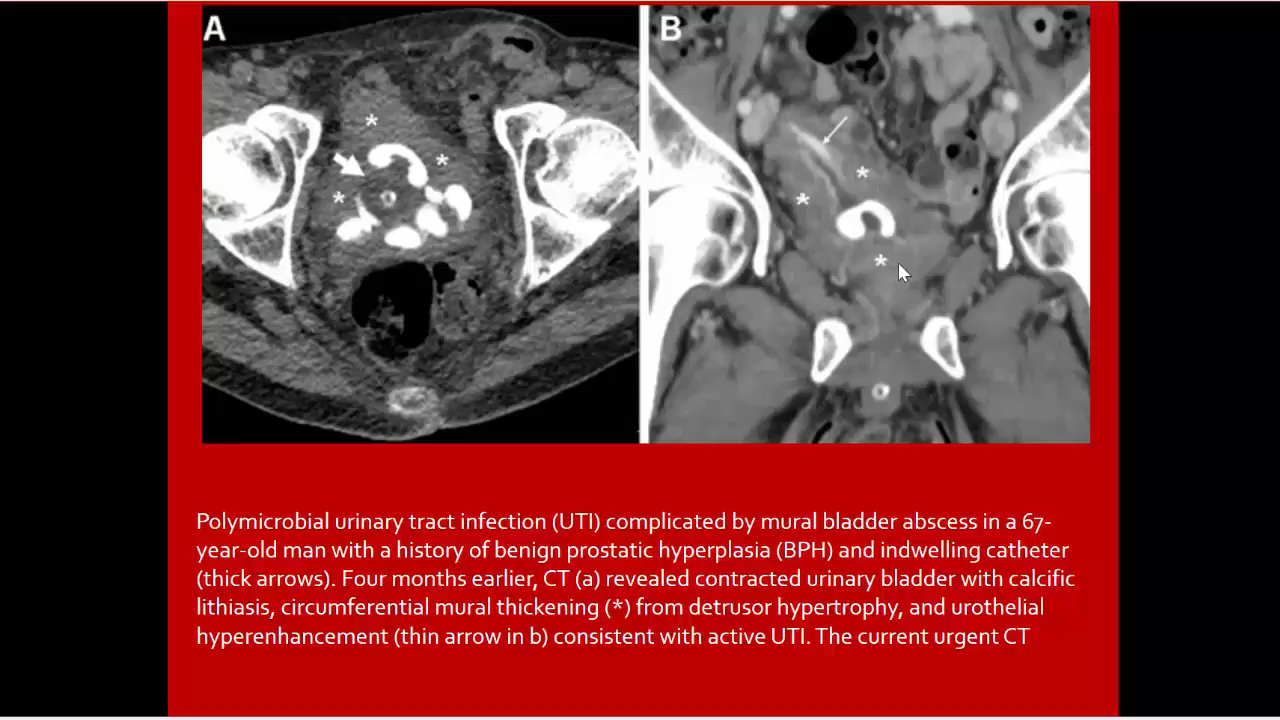 A
B
*
*
*
*
*
*
Polymicrobial urinary tract infection (UTI) complicated by mural bladder abscess in a 67-
year-old man with a history of benign prostatic hyperplasia (BPH) and indwelling catheter
(thick arrows). Four months earlier, CT (a) revealed contracted urinary bladder with calcific
lithiasis, circumferential mural thickening (*) from detrusor hypertrophy, and urothelial
hyperenhancement (thin arrow in b) consistent with active UTI. The current urgent CT